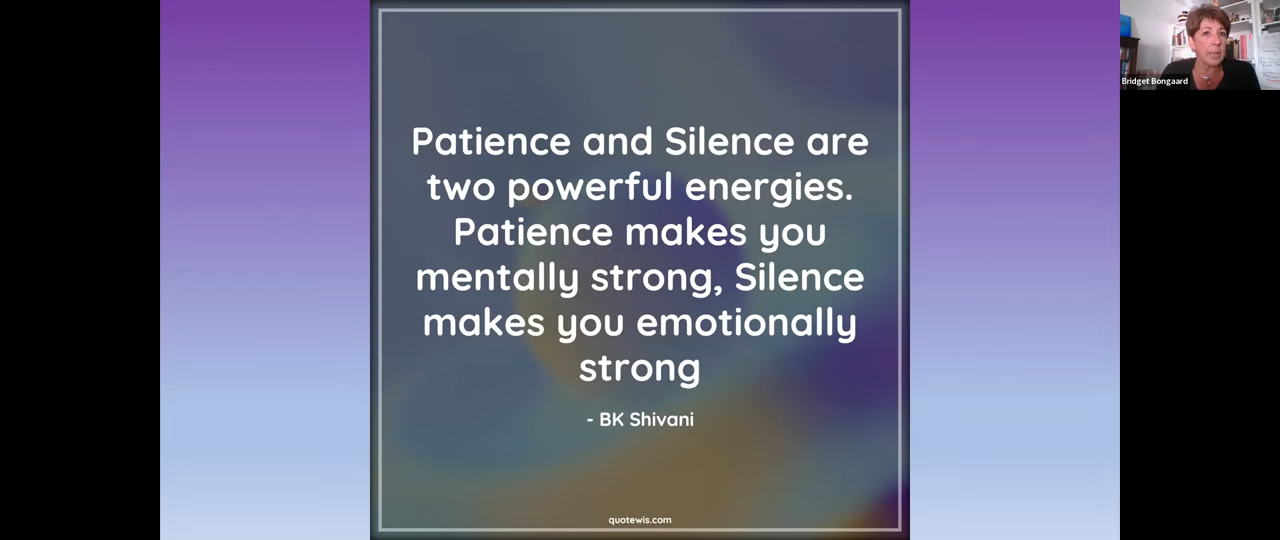 Patience and Silence are
two powerful energies.
Patience makes you
mentally strong, Silence
makes you emotionally
strong
- BK Shivani
quotewis.com
Bridget Bongaard